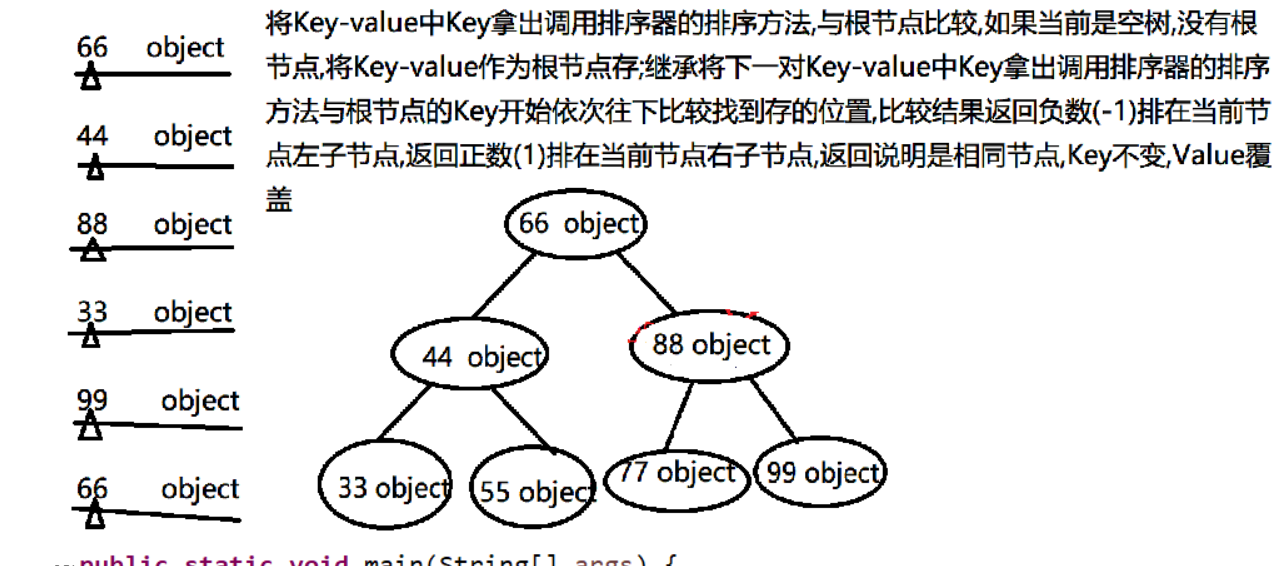 将Key-value中Key拿出调用排序器的排序方法,与根节点比较,如果当前是空树,没有根
节点,将Key-value作为根节点存;继承将下一对Key-value中Key拿出调用排序器的排序
方法与根节点的Key开始依次往下比较找到存的位置,比较结果返回负数(-1)排在当前节
点左子节点,返回正数(1)排在当前节点右子节点,返回说明是相同节点,Key不变,Value覆
盖
66 object
44 object
88 object
33 object
99 object
66 object
66 object
44 object
88 object
33 object
55 object
77 object
99 object
public static void main(String[] args) {